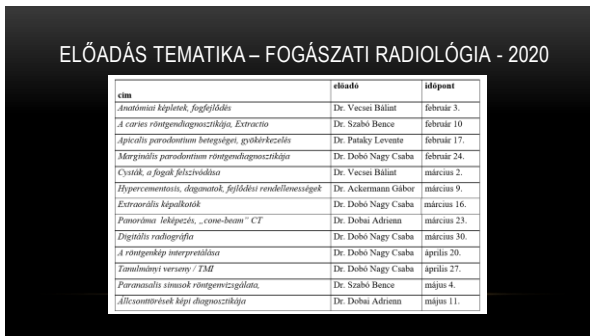 ELŐADÁS TEMATIKA – FOGÁSZATI RADIOLÓGIA - 2020
cím előadó időpont
Anatómiai képletek, fogfejlődés Dr. Vecsei Bálint február 3.
A caries röntgendiagnosztikája, Extractio Dr. Szabó Bence február 10
Apicalis parodontium betegségei, gyökérkezelés Dr. Pataky Levente február 17.
Marginális parodontium röntgendiagnosztikája Dr. Dobó Nagy Csaba február 24.
Cysták, a fogak felszívódása Dr. Vecsei Bálint március 2.
Hypercementosis, daganatok, fejlődési rendellenességek Dr. Ackermann Gábor március 9.
Extraorális képalkotók Dr. Dobó Nagy Csaba március 16.
Panoráma leképezés, „cone-beam” CT Dr. Dobai Adrienn március 23.
Digitális radiográfia Dr. Dobó Nagy Csaba március 30.
A röntgenkép interpretálása Dr. Dobó Nagy Csaba április 20.
Tanulmányi verseny / TMI Dr. Dobó Nagy Csaba április 27.
Paranasalis sinusok röntgenvizsgálata, Dr. Szabó Bence május 4.
Állcsonttörések képi diagnosztikája Dr. Dobai Adrienn május 11.